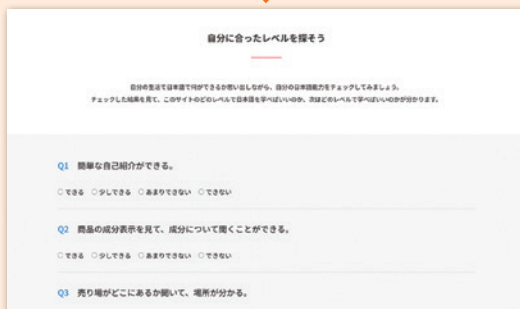 自分に合ったレベルを探そう
自分の生活で日本語で何ができるか思い出しながら、自分の日本語能力をチェックしてみましょう。
チェックした結果を見て、このサイトのどのレベルで日本語を学べばいいのか、次はどのレベルで学べばいいのかが分かります。
Q1 簡単な自己紹介ができる。
できる 少しできる あまりできない できない
Q2 商品の成分表示を見て、成分について聞くことができる。
できる 少しできる あまりできない できない
Q3 売り場がどこにあるか聞いて、場所が分かる。